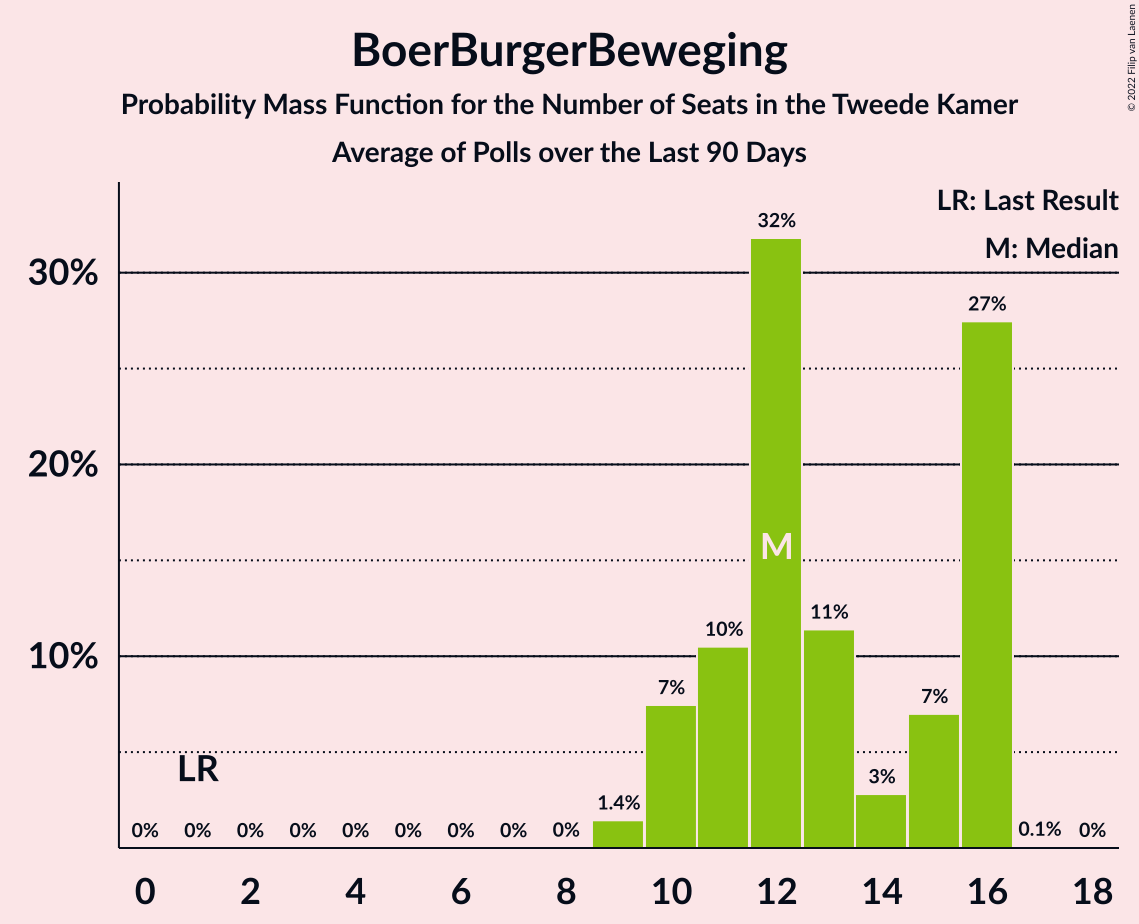 BoerBurgerBeweging
Probability Mass Function for the Number of Seats in the Tweede Kamer
Average of Polls over the Last 90 Days
© 2022 Filip van Laenen
LR: Last Result
M: Median
30%
20%
10%
32%
27%
M
11%
10%
7%
7%
LR
3%
1.4%
0% 0% 0% 0% 0% 0% 0% 0% 0% 0.1% 0%
0 2 4 6 8 10 12 14 16 18